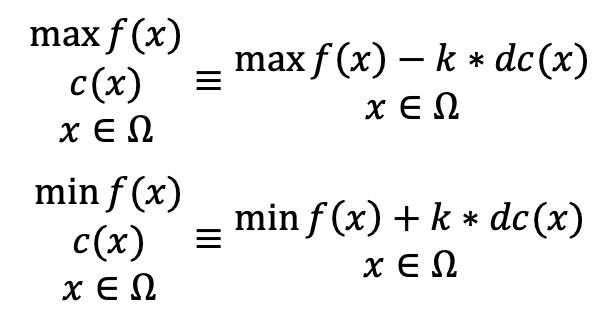 max f(x)
c(x) ≡ max f(x) − k ∗ dc(x)
x ∈ Ω x ∈ Ω
min f(x)
c(x) ≡ min f(x) + k ∗ dc(x)
x ∈ Ω x ∈ Ω